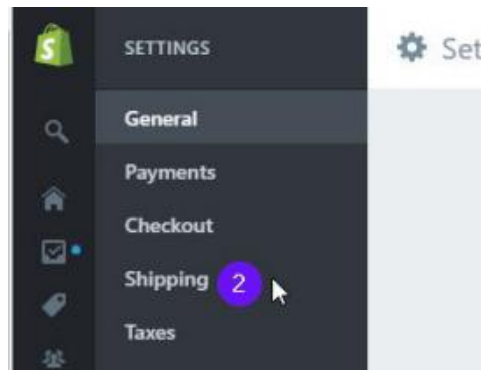 SETTINGS
Set
General
Payments
Checkout
Shipping 2
Taxes